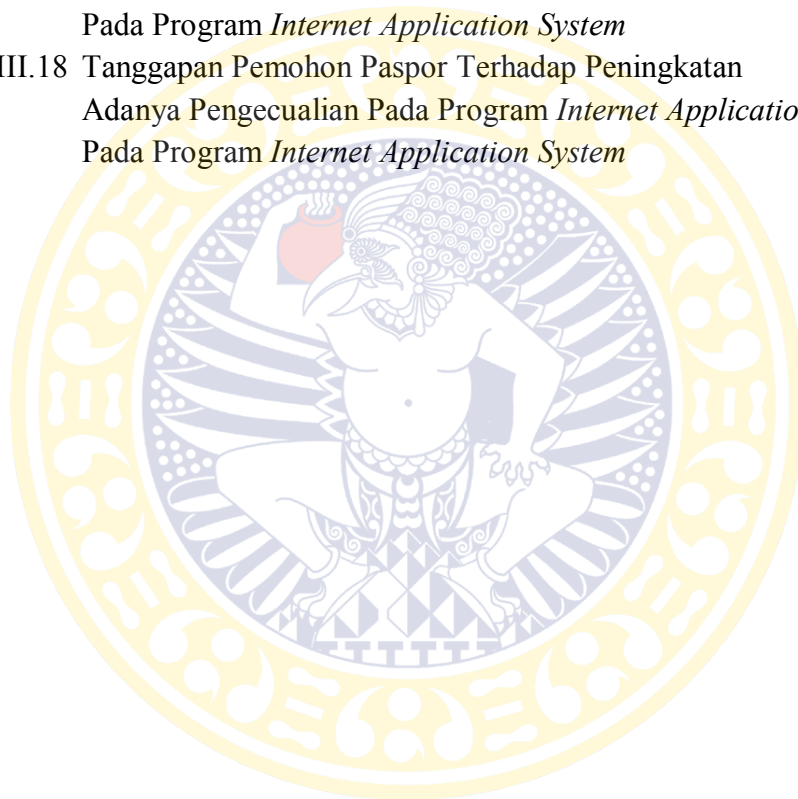 Pada Program Internet Application System
III.18 Tanggapan Pemohon Paspor Terhadap Peningkatan
Adanya Pengecualian Pada Program Internet Applicatio
Pada Program Internet Application System